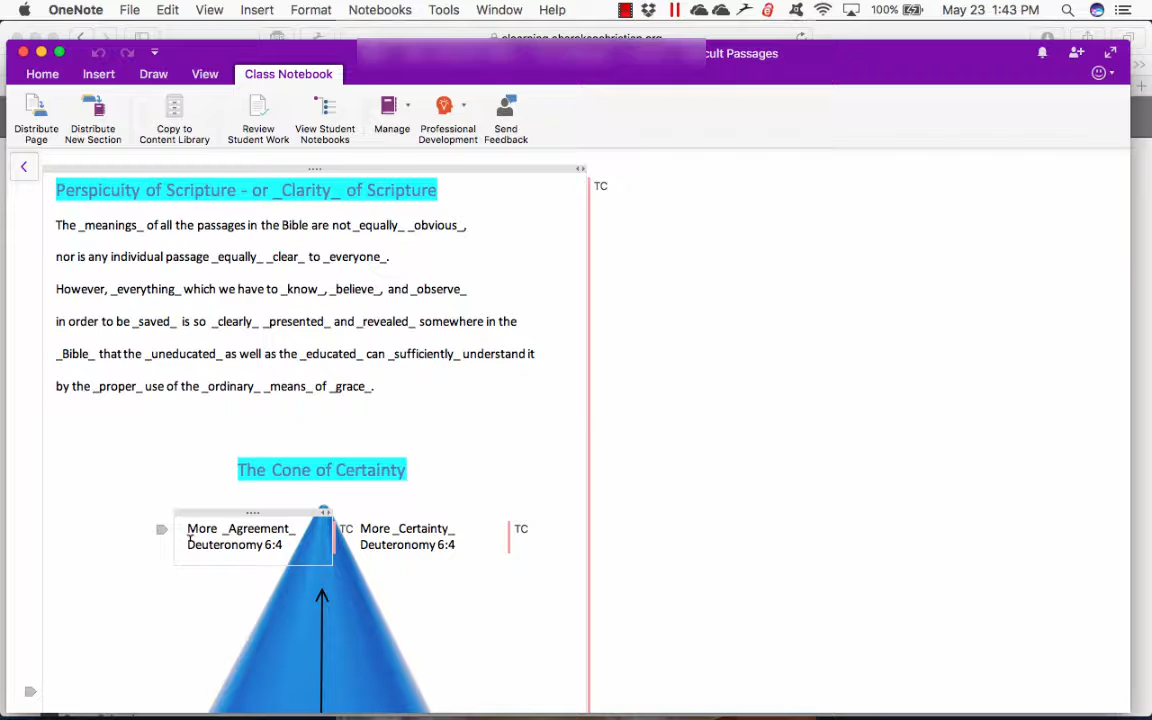 OneNote File Edit View Insert Format Notebooks Tools Window Help 100% May 23 1:43 PM
cult Passages
Home Insert Draw View Class Notebook
Distribute Page
Distribute New Section
Copy to Content Library
Review Student Work
View Student Notebooks
Manage
Professional Development
Send Feedback
Perspicuity of Scripture - or _Clarity_ of Scripture
TC
The _meanings_ of all the passages in the Bible are not _equally_ _obvious_,
nor is any individual passage _equally_ _clear_ to _everyone_.
However, _everything_ which we have to _know_, _believe_, and _observe_
in order to be _saved_ is so _clearly_ _presented_ and _revealed_ somewhere in the
_Bible_ that the _uneducated_ as well as the _educated_ can _sufficiently_ understand it
by the _proper_ use of the _ordinary_ _means_ of _grace_.
The Cone of Certainty
More _Agreement_ TC More _Certainty_ TC
Deuteronomy 6:4 Deuteronomy 6:4